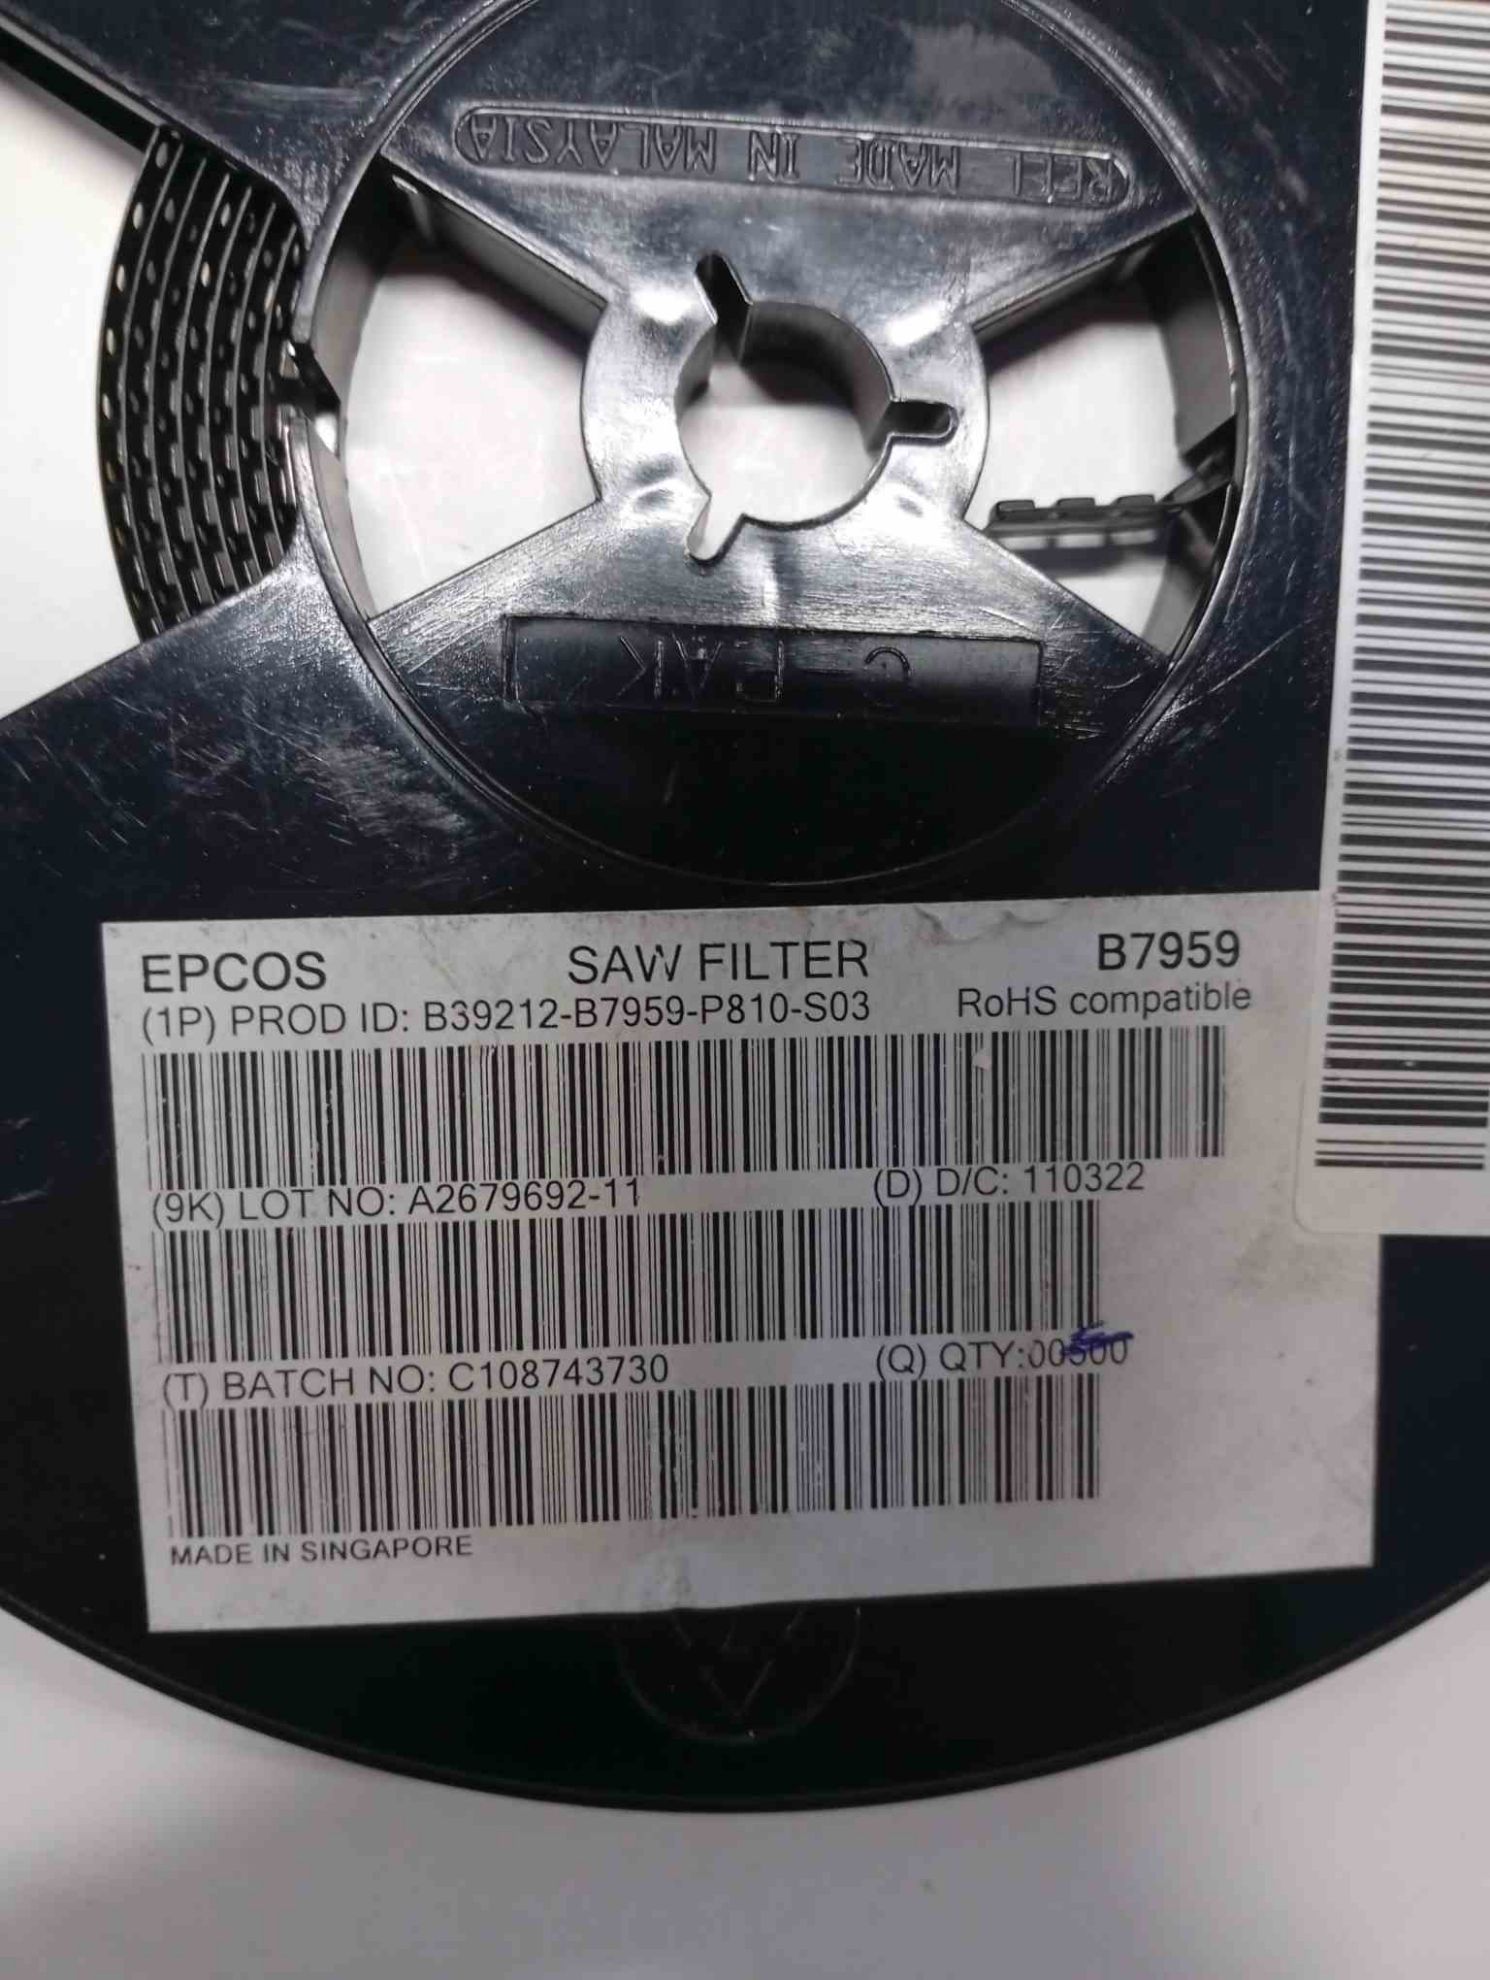 REEL MADE IN MALAYSIA
C-PAK
EPCOS SAW FILTER B7959
(1P) PROD ID: B39212-B7959-P810-S03 RoHS compatible
(9K) LOT NO: A2679692-11 (D) D/C: 110322
(T) BATCH NO: C108743730 (Q) QTY:00500
MADE IN SINGAPORE